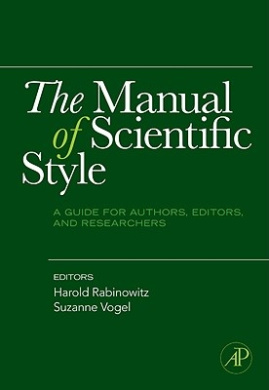 The Manual
of Scientific
Style
A GUIDE FOR AUTHORS, EDITORS,
AND RESEARCHERS
EDITORS
Harold Rabinowitz
Suzanne Vogel
AP